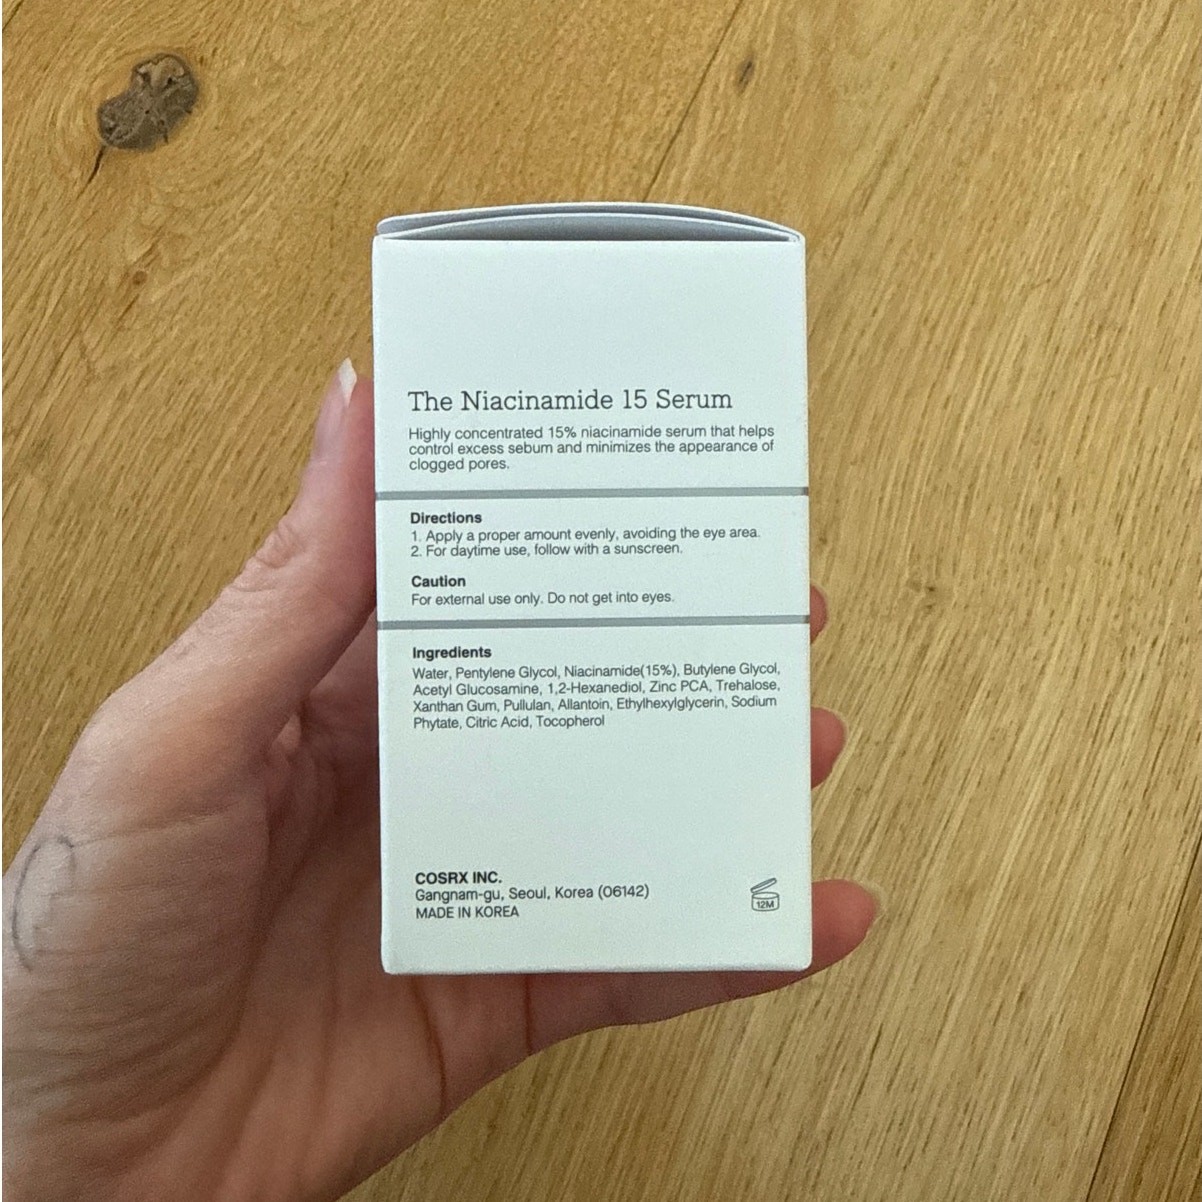 The Niacinamide 15 Serum
Highly concentrated 15% niacinamide serum that helps
control excess sebum and minimizes the appearance of
clogged pores.
Directions
1. Apply a proper amount evenly, avoiding the eye area.
2. For daytime use, follow with a sunscreen.
Caution
For external use only. Do not get into eyes.
Ingredients
Water, Pentylene Glycol, Niacinamide(15%), Butylene Glycol,
Acetyl Glucosamine, 1,2-Hexanediol, Zinc PCA, Trehalose,
Xanthan Gum, Pullulan, Allantoin, Ethylhexylglycerin, Sodium
Phytate, Citric Acid, Tocopherol
COSRX INC.
Gangnam-gu, Seoul, Korea (06142)
MADE IN KOREA
12M